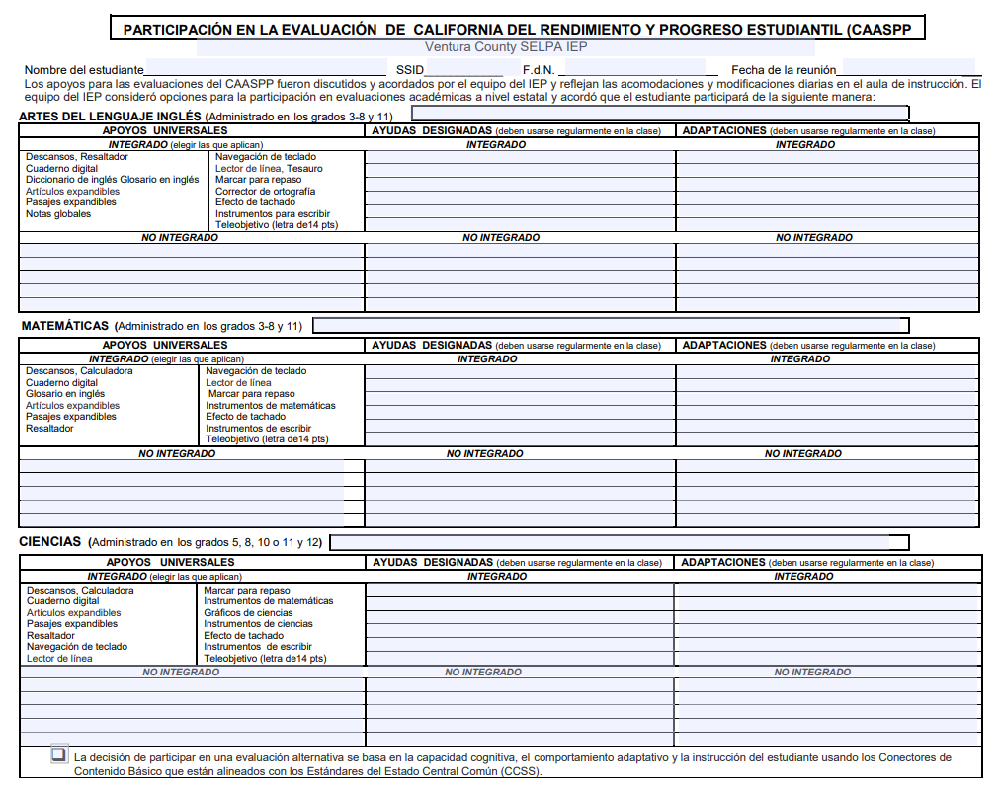 PARTICIPACIÓN EN LA EVALUACIÓN DE CALIFORNIA DEL RENDIMIENTO Y PROGRESO ESTUDIANTIL (CAASPP
Ventura County SELPA IEP
Nombre del estudiante SSID F.d.N. Fecha de la reunión
Los apoyos para las evaluaciones del CAASPP fueron discutidos y acordados por el equipo del IEP y reflejan las acomodaciones y modificaciones diarias en el aula de instrucción. El
equipo del IEP consideró opciones para la participación en evaluaciones académicas a nivel estatal y acordó que el estudiante participará de la siguiente manera:
ARTES DEL LENGUAJE INGLÉS (Administrado en los grados 3-8 y 11)
APOYOS UNIVERSALES AYUDAS DESIGNADAS (deben usarse regularmente en la clase) ADAPTACIONES (deben usarse regularmente en la clase)
INTEGRADO (elegir las que aplican) INTEGRADO INTEGRADO
Descansos, Resaltador Navegación de teclado
Cuaderno digital Lector de línea, Tesauro
Diccionario de inglés Glosario en inglés Marcar para repaso
Artículos expandibles Corrector de ortografía
Pasajes expandibles Efecto de tachado
Notas globales Instrumentos para escribir
Teleobjetivo (letra de14 pts)
NO INTEGRADO NO INTEGRADO NO INTEGRADO
MATEMÁTICAS (Administrado en los grados 3-8 y 11)
APOYOS UNIVERSALES AYUDAS DESIGNADAS (deben usarse regularmente en la clase) ADAPTACIONES (deben usarse regularmente en la clase)
INTEGRADO (elegir las que aplican) INTEGRADO INTEGRADO
Descansos, Calculadora Navegación de teclado
Cuaderno digital Lector de línea
Glosario en inglés Marcar para repaso
Artículos expandibles Instrumentos de matemáticas
Pasajes expandibles Efecto de tachado
Resaltador Instrumentos de escribir
Teleobjetivo (letra de14 pts)
NO INTEGRADO NO INTEGRADO NO INTEGRADO
CIENCIAS (Administrado en los grados 5, 8, 10 o 11 y 12)
APOYOS UNIVERSALES AYUDAS DESIGNADAS (deben usarse regularmente en la clase) ADAPTACIONES (deben usarse regularmente en la clase)
INTEGRADO (elegir las que aplican) INTEGRADO INTEGRADO
Descansos, Calculadora Marcar para repaso
Cuaderno digital Instrumentos de matemáticas
Artículos expandibles Gráficos de ciencias
Pasajes expandibles Instrumentos de ciencias
Resaltador Efecto de tachado
Navegación de teclado Instrumentos de escribir
Lector de línea Teleobjetivo (letra de14 pts)
NO INTEGRADO NO INTEGRADO NO INTEGRADO
La decisión de participar en una evaluación alternativa se basa en la capacidad cognitiva, el comportamiento adaptativo y la instrucción del estudiante usando los Conectores de
Contenido Básico que están alineados con los Estándares del Estado Central Común (CCSS).